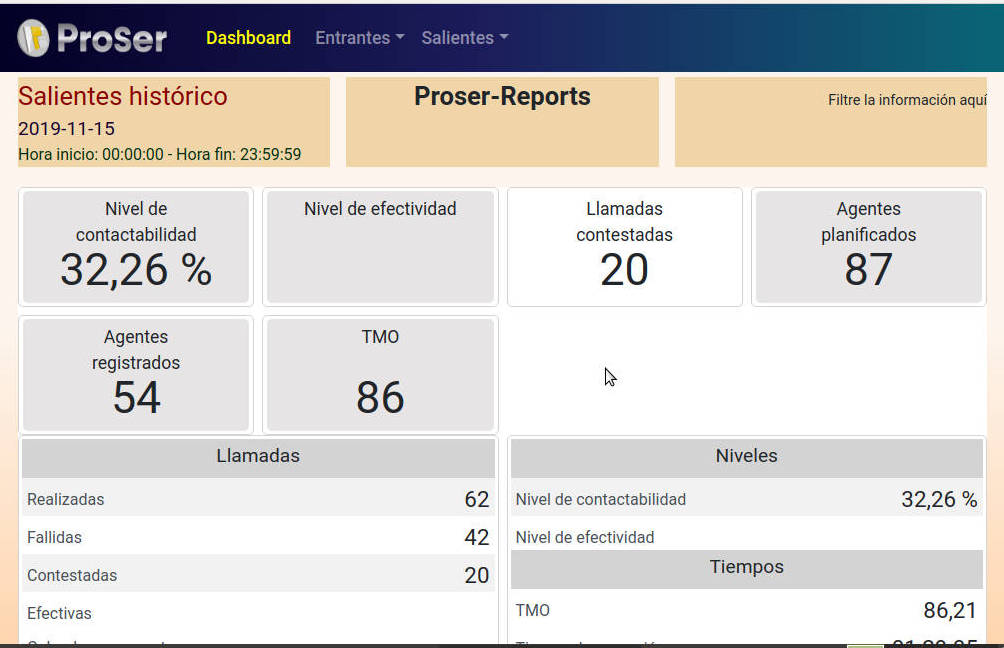 ProSer Dashboard Entrantes Salientes
Salientes histórico
2019-11-15
Hora inicio: 00:00:00 - Hora fin: 23:59:59
Proser-Reports
Filtre la información aquí
Nivel de
contactabilidad
32,26 %
Nivel de efectividad
Llamadas
contestadas
20
Agentes
planificados
87
Agentes
registrados
54
TMO
86
Llamadas
Realizadas 62
Fallidas 42
Contestadas 20
Efectivas
Niveles
Nivel de contactabilidad 32,26 %
Nivel de efectividad
Tiempos
TMO 86,21